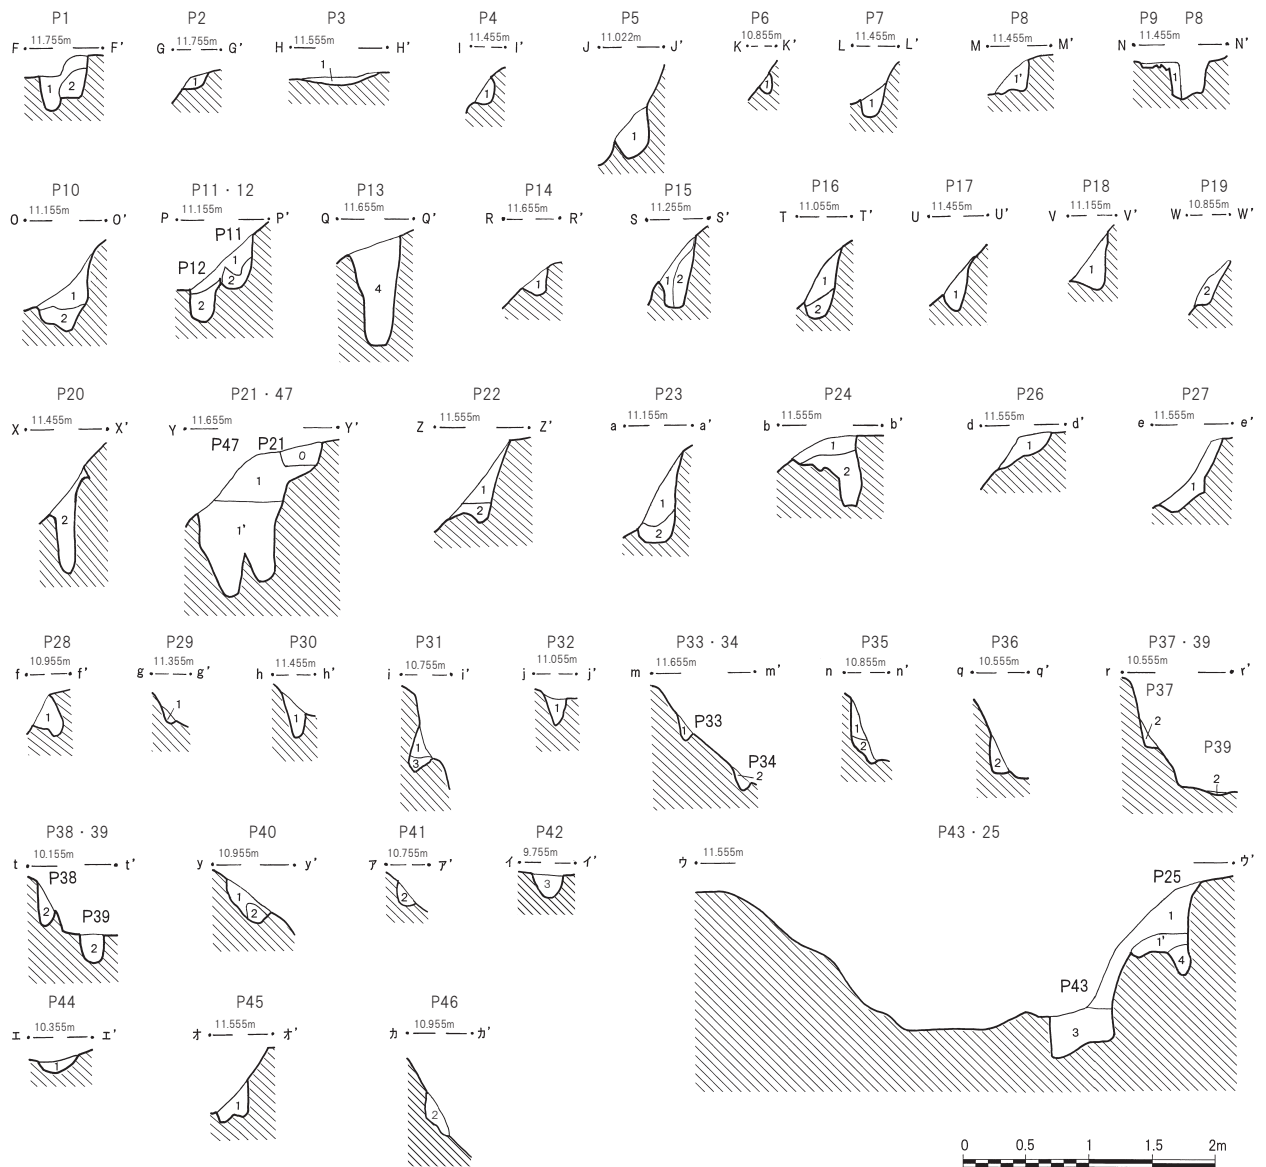 P1 P2 P3 P4 P5 P6 P7 P8 P9 P8
F 11.755m F' G 11.755m G' H 11.555m H' I 11.455m I' J 11.022m J' K 10.855m K' L 11.455m L' M 11.455m M' N 11.455m N'
1 2 1 1 1 1 1 1 1' 1
P10 P11・12 P13 P14 P15 P16 P17 P18 P19
O 11.155m O' P 11.155m P' Q 11.655m Q' R 11.655m R' S 11.255m S' T 11.055m T' U 11.455m U' V 11.155m V' W 10.855m W'
P11
P12
1 2 1 2 2 4 1 1 2 1 2 1 1 2
P20 P21・47 P22 P23 P24 P26 P27
X 11.455m X' Y 11.655m Y' Z 11.555m Z' a 11.155m a' b 11.555m b' d 11.555m d' e 11.555m e'
P47 P21
2 0 1 1' 1 2 1 2 1 2 1 1
P28 P29 P30 P31 P32 P33・34 P35 P36 P37・39
f 10.955m f' g 11.355m g' h 11.455m h' i 10.755m i' j 11.055m j' m 11.655m m' n 10.855m n' q 10.555m q' r 10.555m r'
P37
P33
P39
P34
1 1 1 1 3 1 1 2 1 2 2 2 2
P38・39 P40 P41 P42 P43・25
t 10.155m t' y 10.955m y' ア 10.755m ア' イ 9.755m イ' ウ 11.555m ウ'
P38 P25
P39
P43
2 2 1 2 2 3 1 1' 4 3
P44 P45 P46
エ 10.355m エ' オ 11.555m オ' カ 10.955m カ'
1 1 2
0 0.5 1 1.5 2m